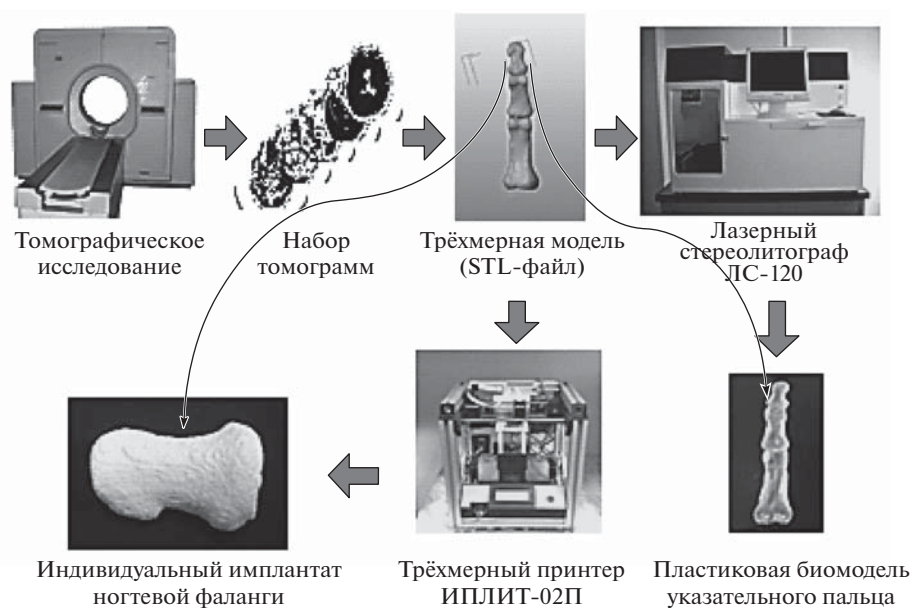 Томографическое
исследование
Набор
томограмм
Трёхмерная модель
(STL-файл)
Лазерный
стереолитограф
ЛС-120
Индивидуальный имплантат
ногтевой фаланги
Трёхмерный принтер
ИПЛИТ-02П
Пластиковая биомодель
указательного пальца